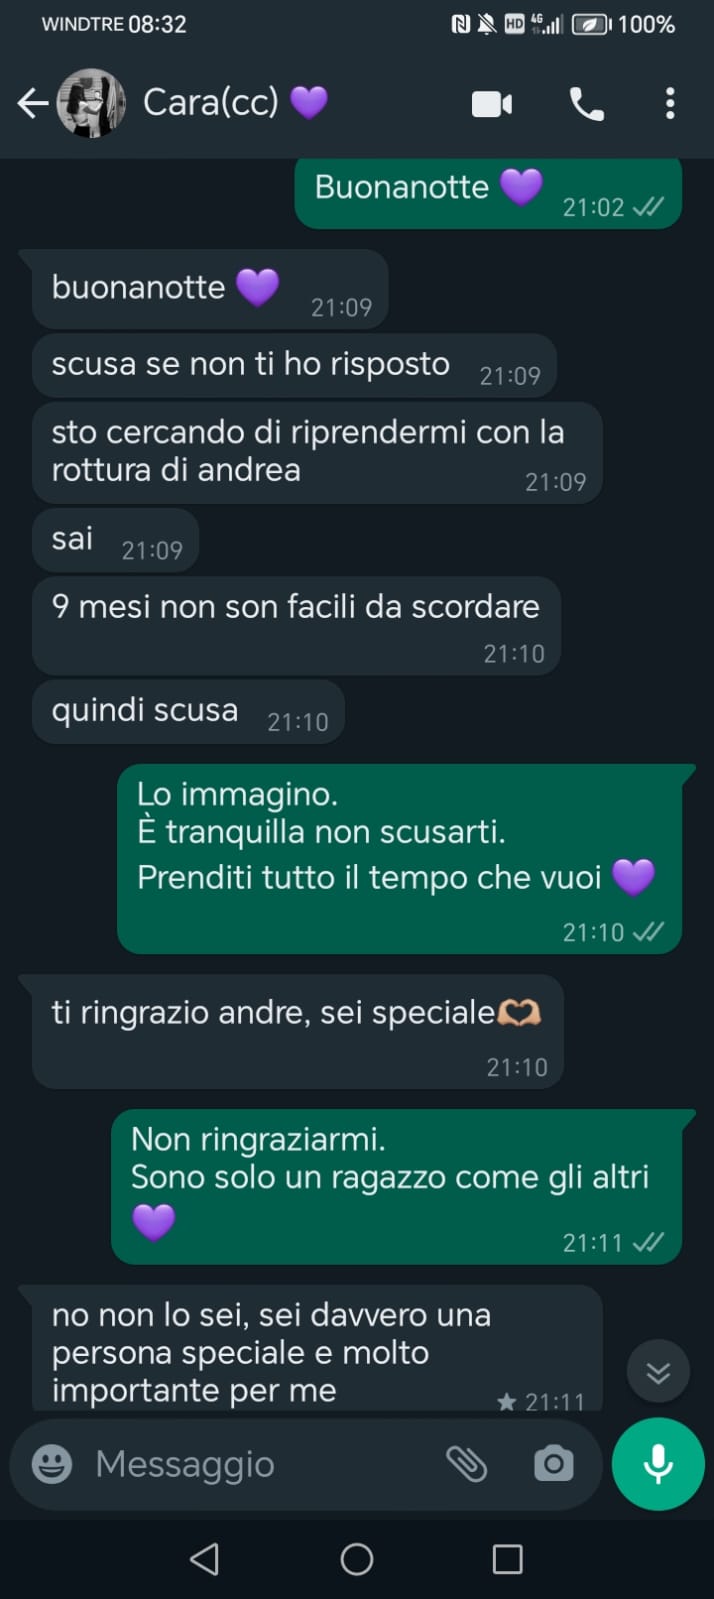 WINDTRE 08:32
HD 4G 100%
Cara(cc) 💜
Buonanotte 💜 21:02
buonanotte 💜 21:09
scusa se non ti ho risposto 21:09
sto cercando di riprendermi con la
rottura di andrea 21:09
sai 21:09
9 mesi non son facili da scordare
21:10
quindi scusa 21:10
Lo immagino.
È tranquilla non scusarti.
Prenditi tutto il tempo che vuoi 💜
21:10
ti ringrazio andre, sei speciale🫶🏼
21:10
Non ringraziarmi.
Sono solo un ragazzo come gli altri
💜
21:11
no non lo sei, sei davvero una
persona speciale e molto
importante per me
★ 21:11
Messaggio